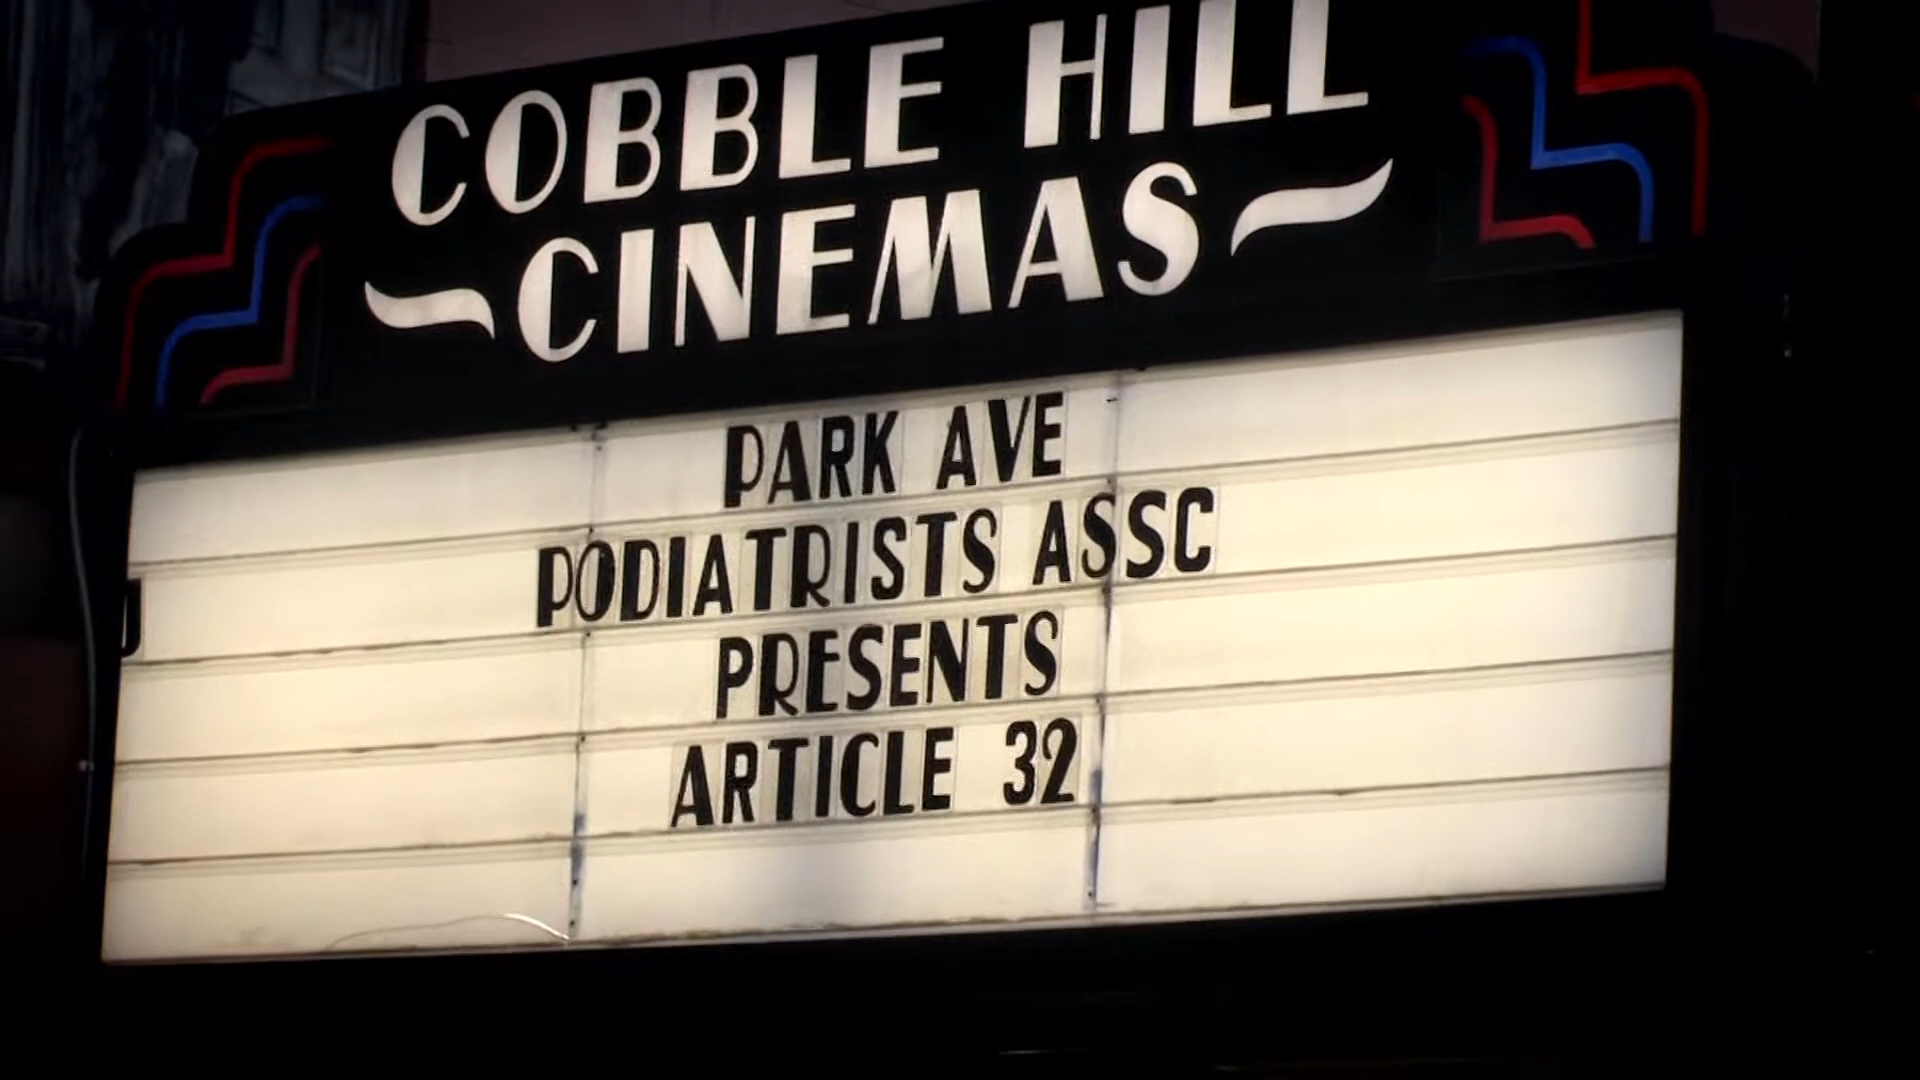 COBBLE HILL
CINEMAS
PARK AVE
PODIATRISTS ASSC
PRESENTS
ARTICLE 32